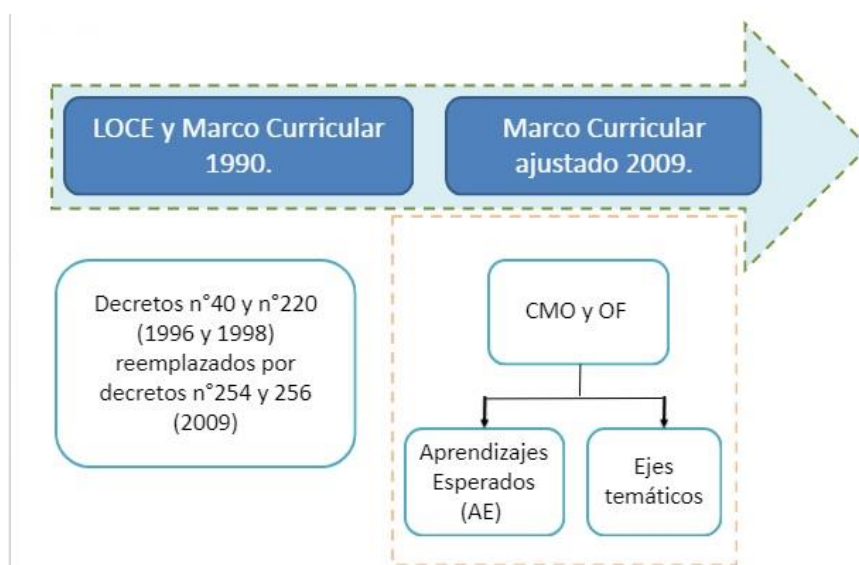 LOCE y Marco Curricular
1990.
Marco Curricular
ajustado 2009.
Decretos n°40 y n°220
(1996 y 1998)
reemplazados por
decretos n°254 y 256
(2009)
CMO y OF
Aprendizajes
Esperados
(AE)
Ejes
temáticos